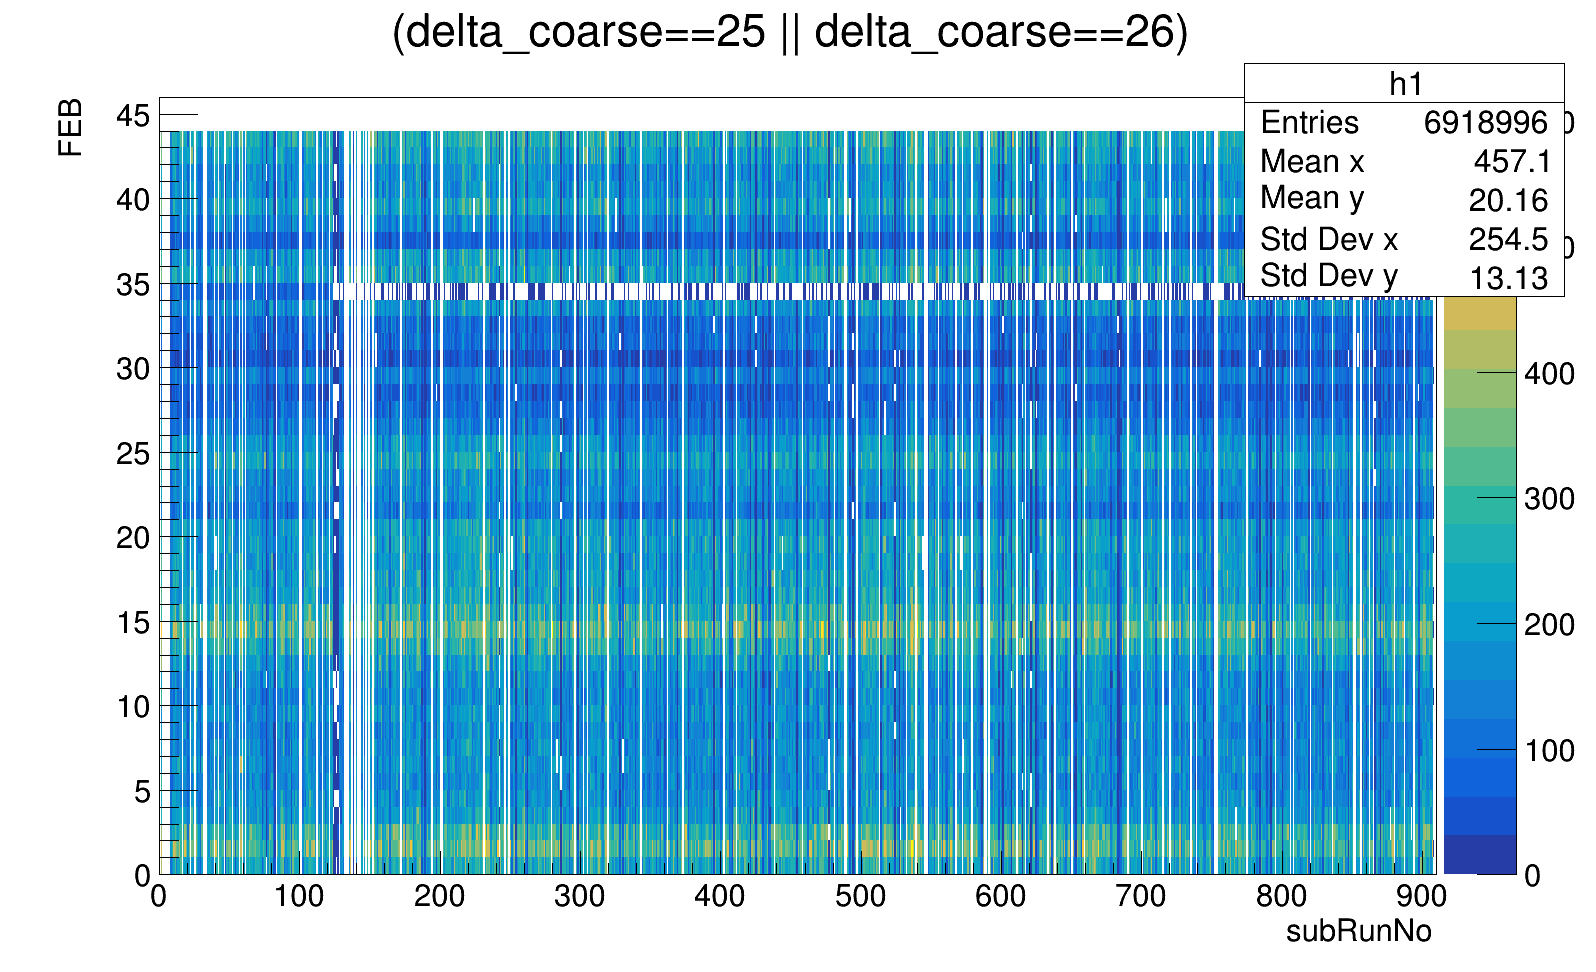 (delta_coarse==25 || delta_coarse==26)
h1
Entries 6918996
Mean x 457.1
Mean y 20.16
Std Dev x 254.5
Std Dev y 13.13
FEB
45
40
35
30
25
20
15
10
5
0
0 100 200 300 400 500 600 700 800 900
subRunNo
400
300
200
100
0